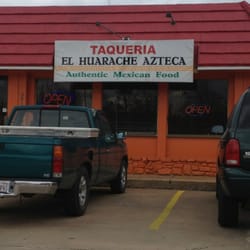 TAQUERIA
EL HUARACHE AZTECA
Authentic Mexican Food
OPEN
OPEN